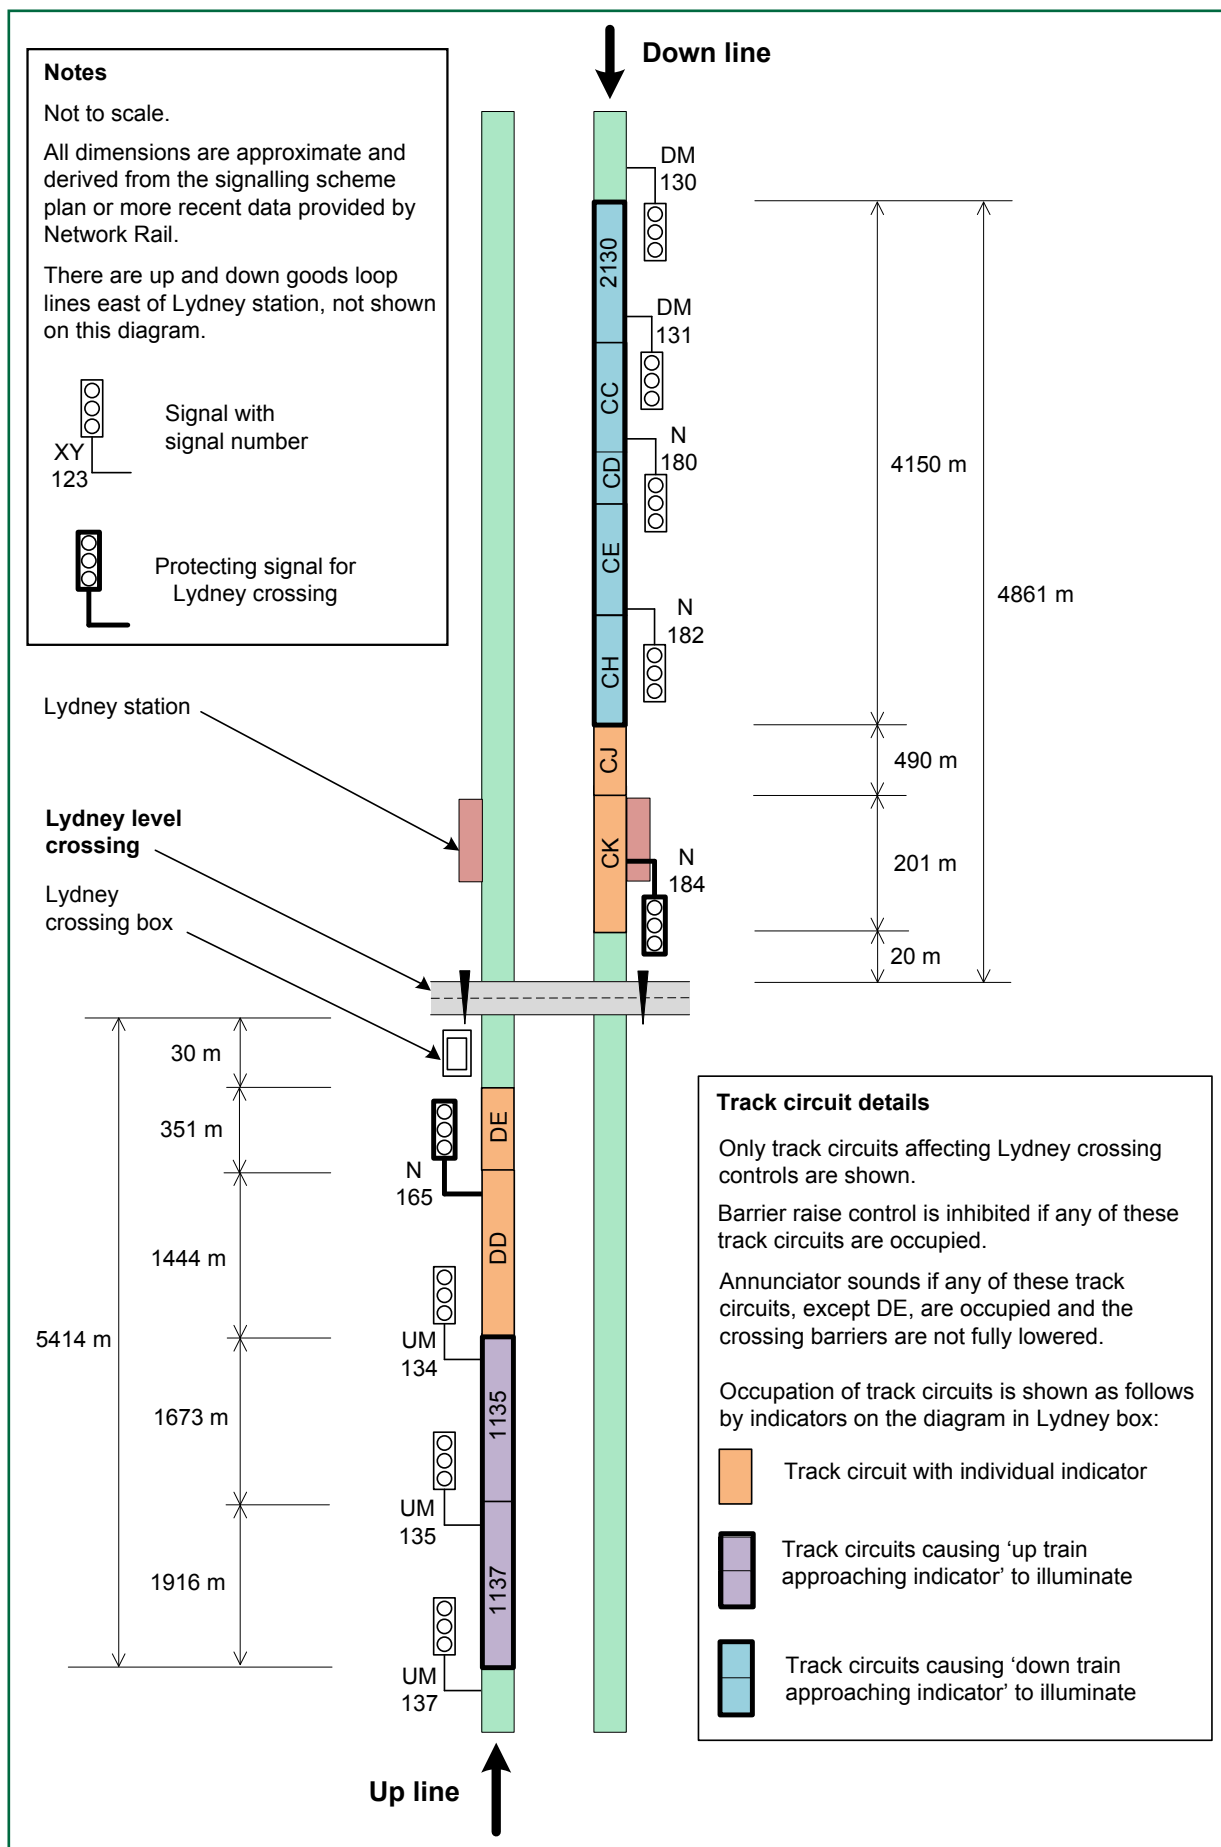 Down line
Notes
Not to scale.
All dimensions are approximate and
derived from the signalling scheme
plan or more recent data provided by
Network Rail.
There are up and down goods loop
lines east of Lydney station, not shown
on this diagram.
XY
123
Signal with
signal number
Protecting signal for
Lydney crossing
DM
130
2130
DM
131
CC
N
180
CD
CE
N
182
CH
4150 m
4861 m
Lydney station
CJ
490 m
Lydney level
crossing
CK
N
184
201 m
Lydney
crossing box
20 m
30 m
351 m
DE
N
165
1444 m
DD
5414 m
UM
134
1673 m
1135
UM
135
1916 m
1137
UM
137
Up line
Track circuit details
Only track circuits affecting Lydney crossing
controls are shown.
Barrier raise control is inhibited if any of these
track circuits are occupied.
Annunciator sounds if any of these track
circuits, except DE, are occupied and the
crossing barriers are not fully lowered.
Occupation of track circuits is shown as follows
by indicators on the diagram in Lydney box:
Track circuit with individual indicator
Track circuits causing ‘up train
approaching indicator’ to illuminate
Track circuits causing ‘down train
approaching indicator’ to illuminate